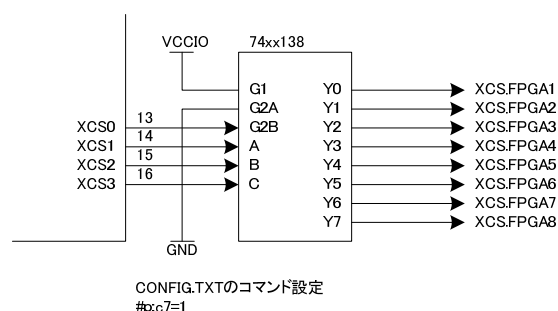 VCCIO 74xx138
G1 Y0 XCS.FPGA1
G2A Y1 XCS.FPGA2
XCS0 13 G2B Y2 XCS.FPGA3
XCS1 14 A Y3 XCS.FPGA4
XCS2 15 B Y4 XCS.FPGA5
XCS3 16 C Y5 XCS.FPGA6
Y6 XCS.FPGA7
Y7 XCS.FPGA8
GND
CONFIG.TXTのコマンド設定
#p:c7=1